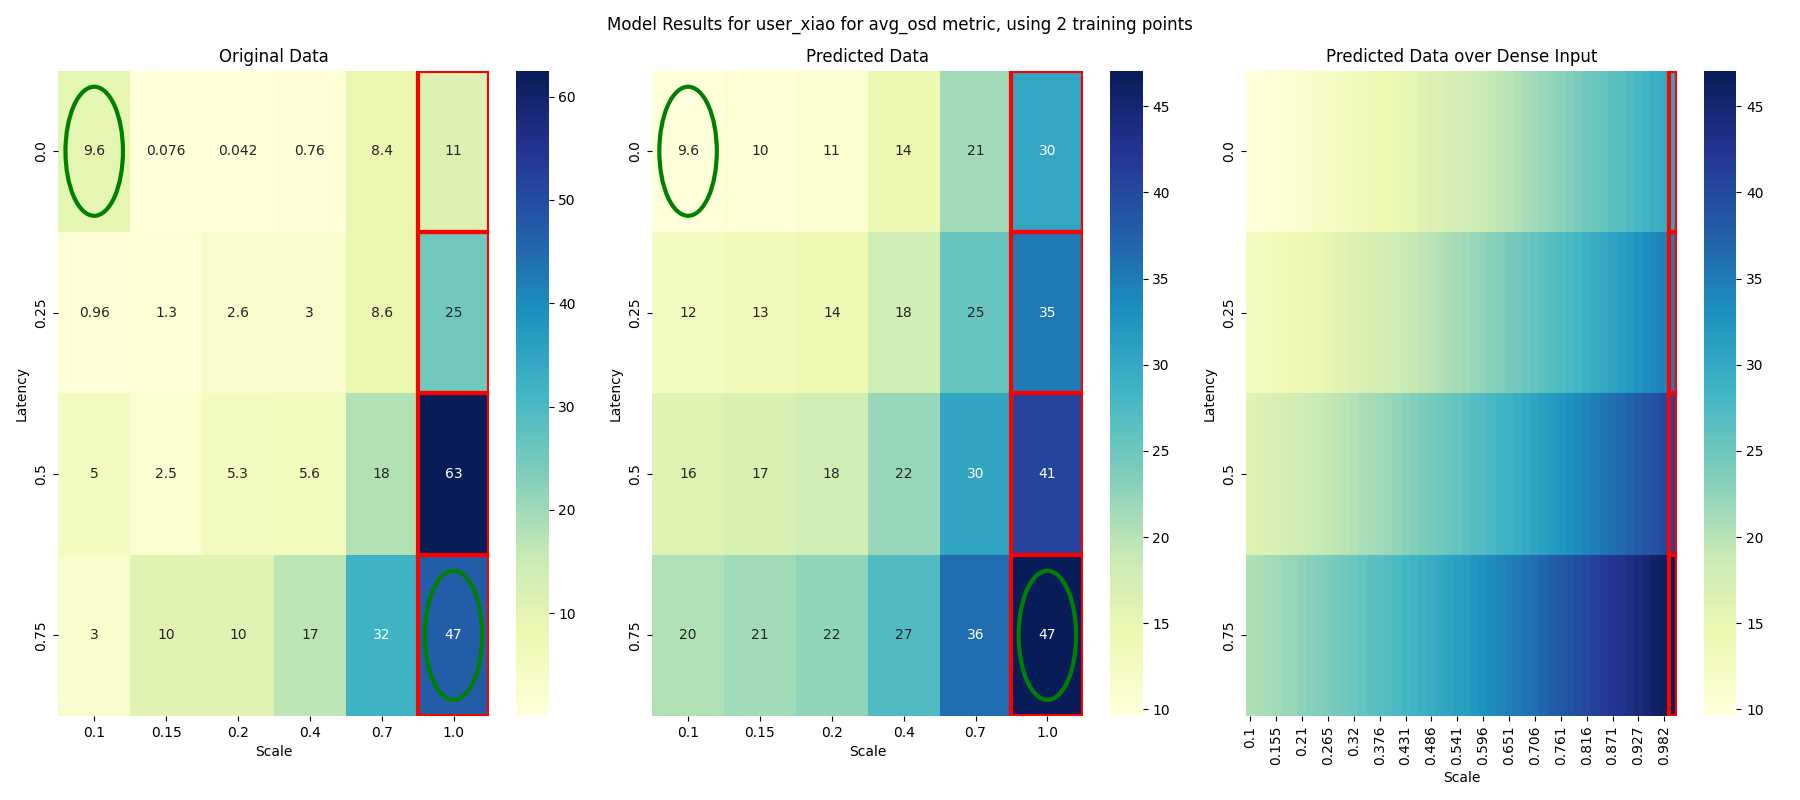 Model Results for user_xiao for avg_osd metric, using 2 training points
Original Data
9.6 0.076 0.042 0.76 8.4 11
0.96 1.3 2.6 3 8.6 25
5 2.5 5.3 5.6 18 63
3 10 10 17 32 47
0.0
0.25
0.5
0.75
Latency
0.1 0.15 0.2 0.4 0.7 1.0
Scale
60
50
40
30
20
10
Predicted Data
9.6 10 11 14 21 30
12 13 14 18 25 35
16 17 18 22 30 41
20 21 22 27 36 47
0.0
0.25
0.5
0.75
Latency
0.1 0.15 0.2 0.4 0.7 1.0
Scale
45
40
35
30
25
20
15
10
Predicted Data over Dense Input
0.0
0.25
0.5
0.75
Latency
0.1 0.155 0.21 0.265 0.32 0.376 0.431 0.486 0.541 0.596 0.651 0.706 0.761 0.816 0.871 0.927 0.982
Scale
45
40
35
30
25
20
15
10